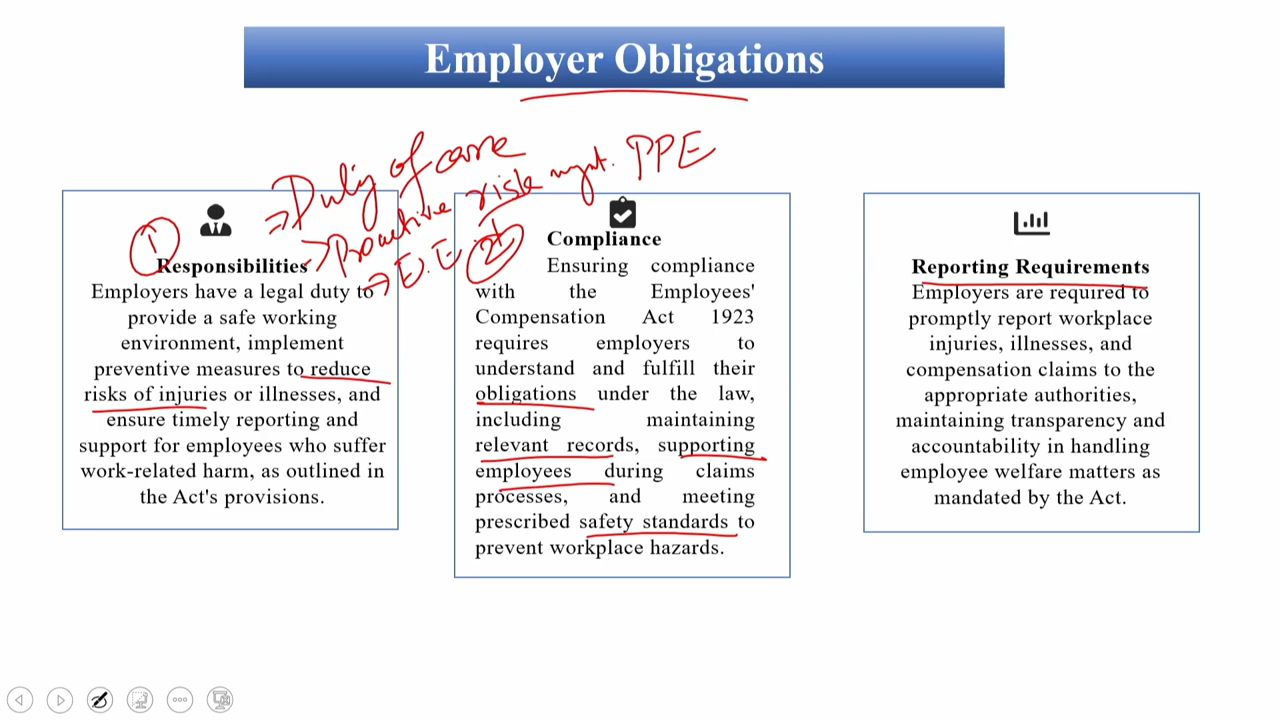 Employer Obligations
⇒ Duty of care
→ Proactive risk mgnt. PPE
→ E.E
①
Responsibilities
Employers have a legal duty to
provide a safe working
environment, implement
preventive measures to reduce
risks of injuries or illnesses, and
ensure timely reporting and
support for employees who suffer
work-related harm, as outlined in
the Act's provisions.
Compliance
Ensuring compliance
with the Employees'
Compensation Act 1923
requires employers to
understand and fulfill their
obligations under the law,
including maintaining
relevant records, supporting
employees during claims
processes, and meeting
prescribed safety standards to
prevent workplace hazards.
Reporting Requirements
Employers are required to
promptly report workplace
injuries, illnesses, and
compensation claims to the
appropriate authorities,
maintaining transparency and
accountability in handling
employee welfare matters as
mandated by the Act.